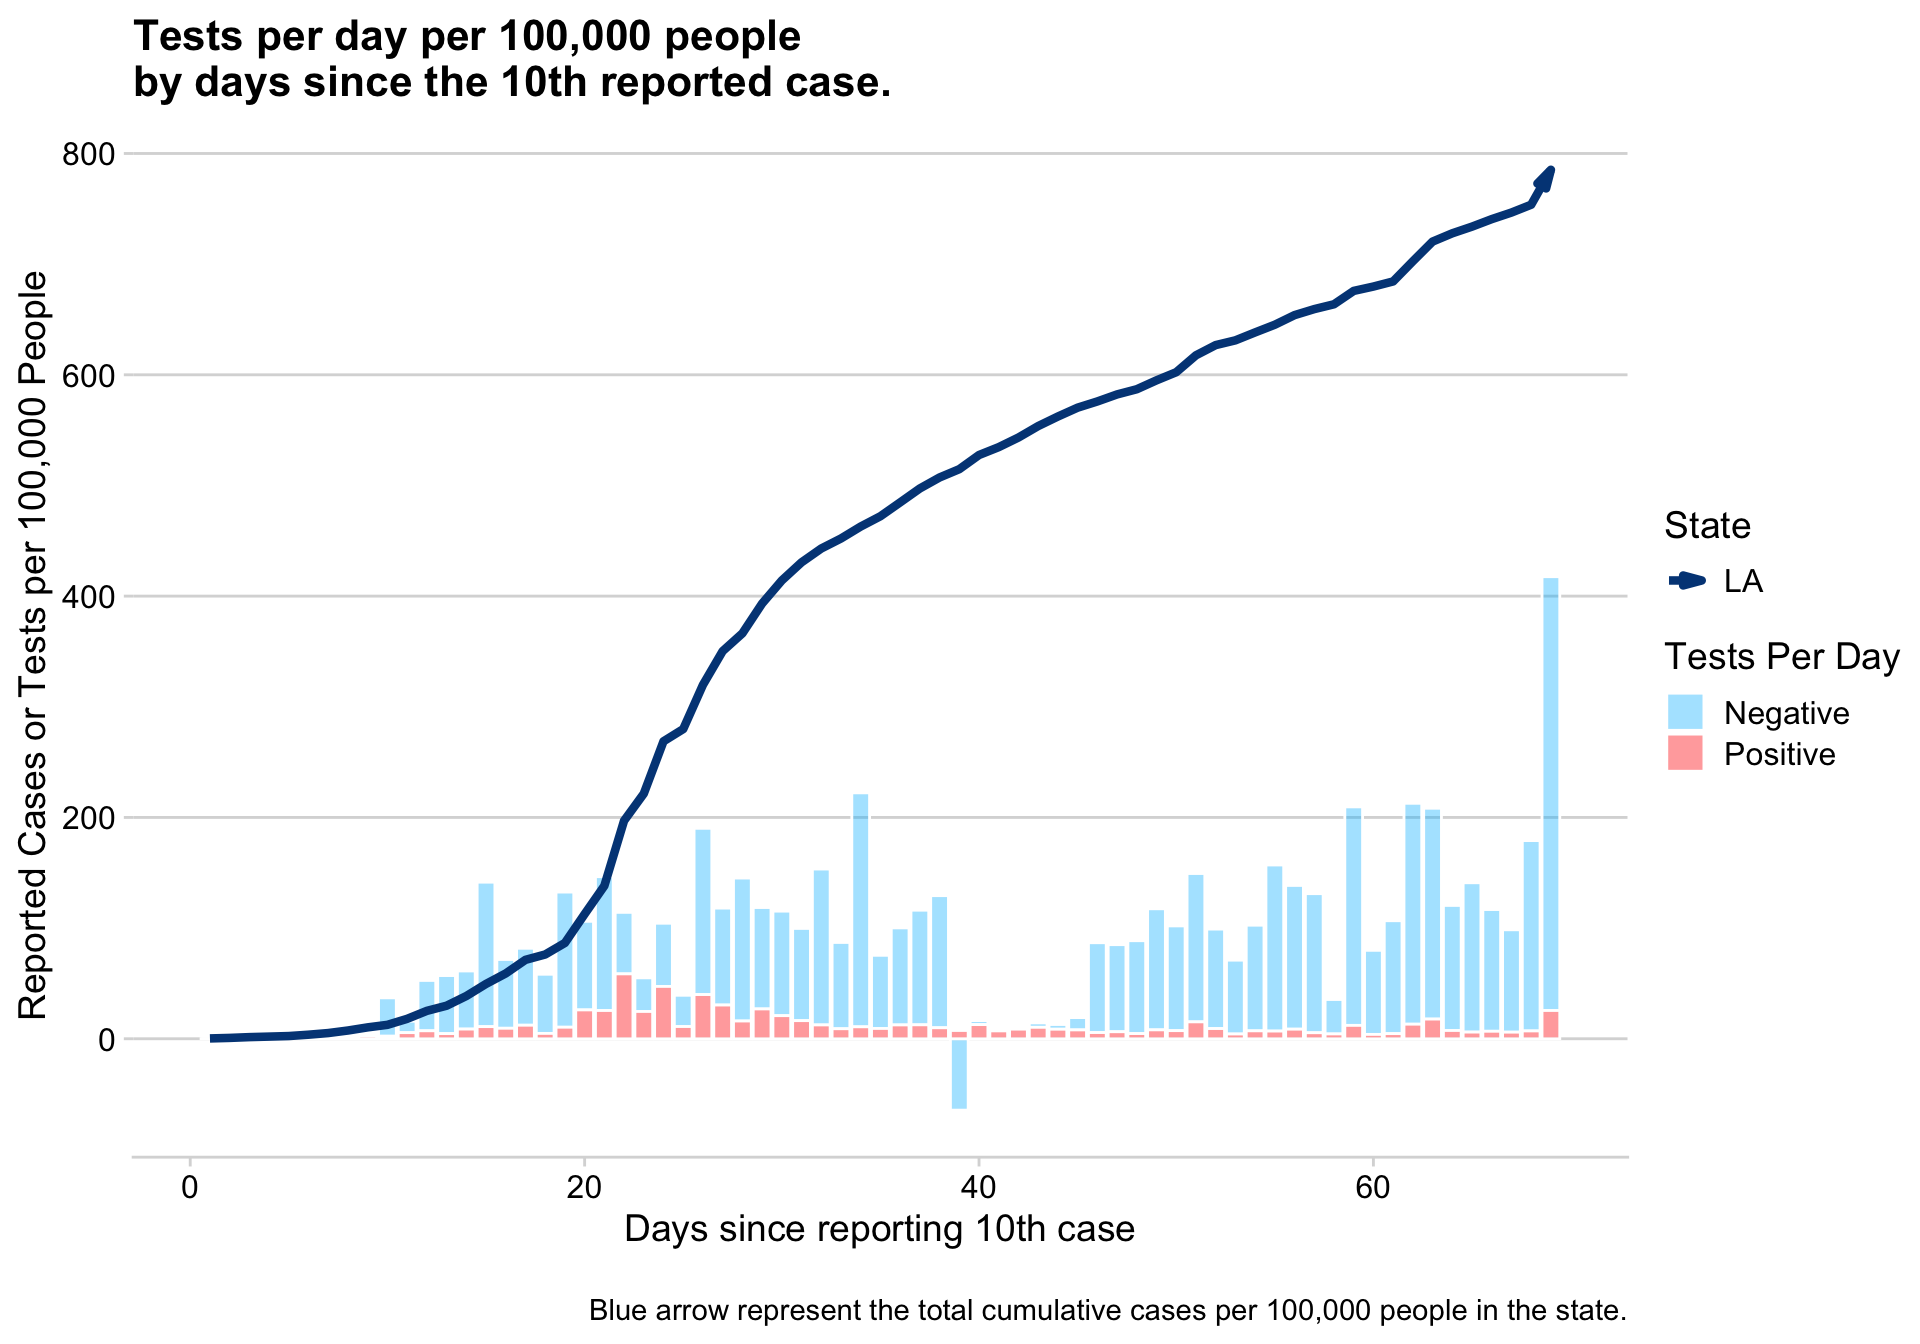 Tests per day per 100,000 people
by days since the 10th reported case.
Reported Cases or Tests per 100,000 People
800
600
400
200
0
0 20 40 60
Days since reporting 10th case
State
LA
Tests Per Day
Negative
Positive
Blue arrow represent the total cumulative cases per 100,000 people in the state.